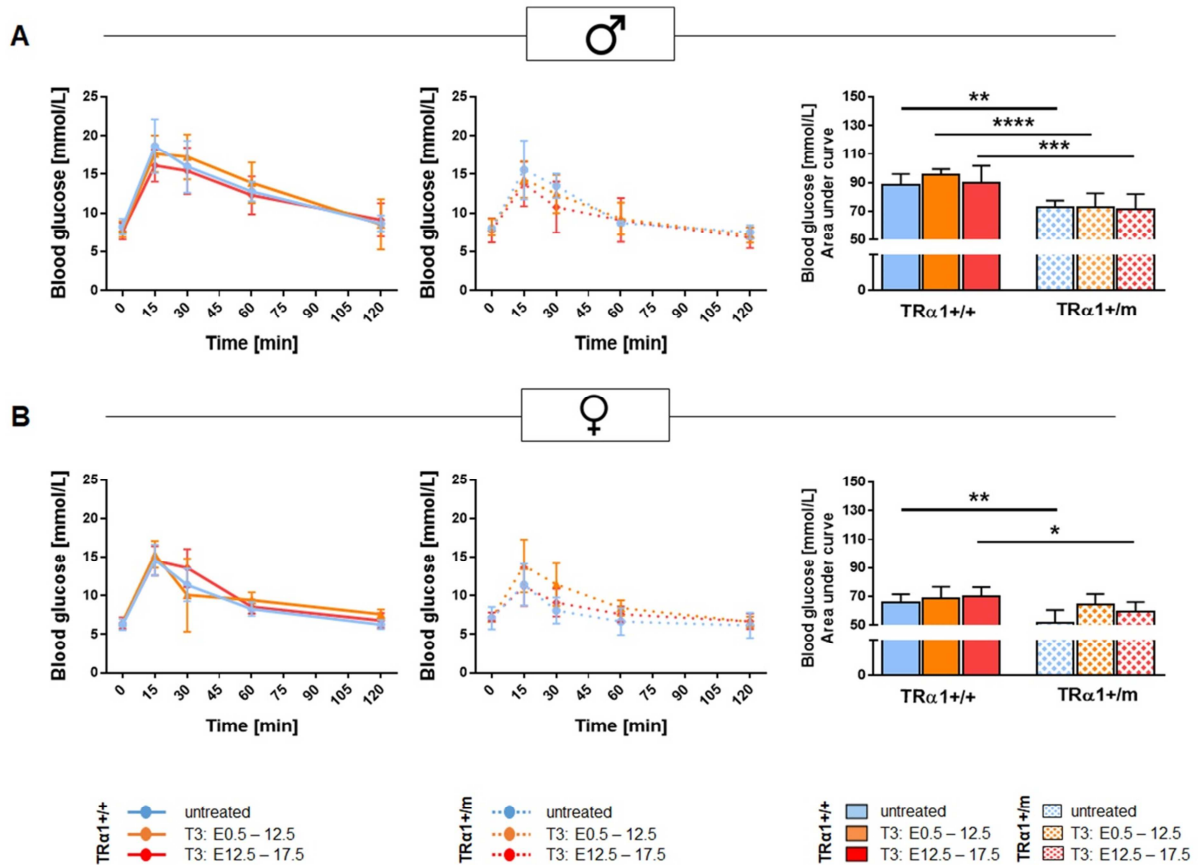 A
♂
Blood glucose [mmol/L]
25
20
15
10
5
0
0 15 30 45 60 75 90 105 120
Time [min]
Blood glucose [mmol/L]
25
20
15
10
5
0
0 15 30 45 60 75 90 105 120
Time [min]
Blood glucose [mmol/L]
Area under curve
150
130
110
90
70
50
0
**
****
***
TRα1+/+ TRα1+/m
B
♀
Blood glucose [mmol/L]
25
20
15
10
5
0
0 15 30 45 60 75 90 105 120
Time [min]
Blood glucose [mmol/L]
25
20
15
10
5
0
0 15 30 45 60 75 90 105 120
Time [min]
Blood glucose [mmol/L]
Area under curve
150
130
110
90
70
50
0
**
*
TRα1+/+ TRα1+/m
TRα1+/+
untreated
T3: E0.5 – 12.5
T3: E12.5 – 17.5
TRα1+/m
untreated
T3: E0.5 – 12.5
T3: E12.5 – 17.5
TRα1+/+
untreated
T3: E0.5 – 12.5
T3: E12.5 – 17.5
TRα1+/m
untreated
T3: E0.5 – 12.5
T3: E12.5 – 17.5